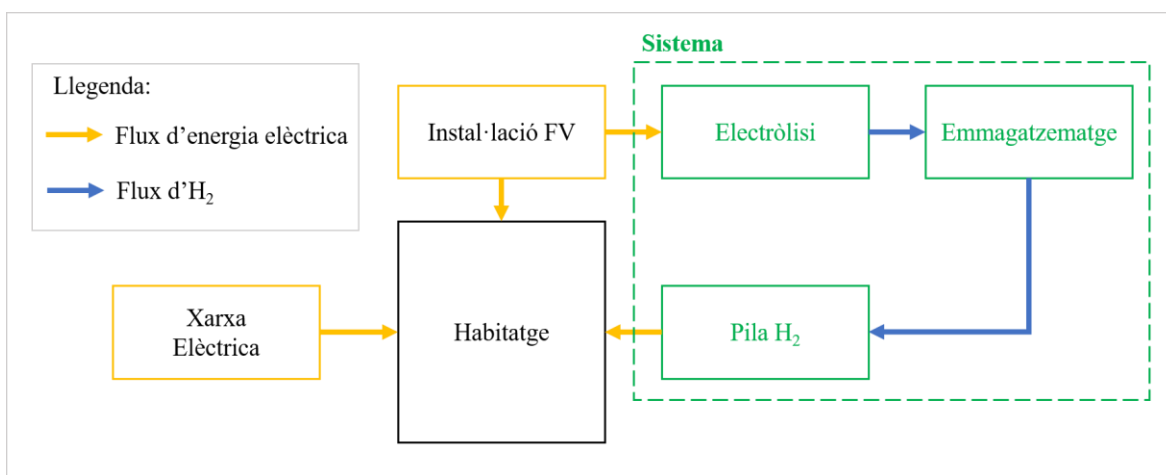 Sistema
Llegenda:
Flux d'energia elèctrica
Flux d'H₂
Instal·lació FV
Electròlisi
Emmagatzematge
Xarxa
Elèctrica
Habitatge
Pila H₂